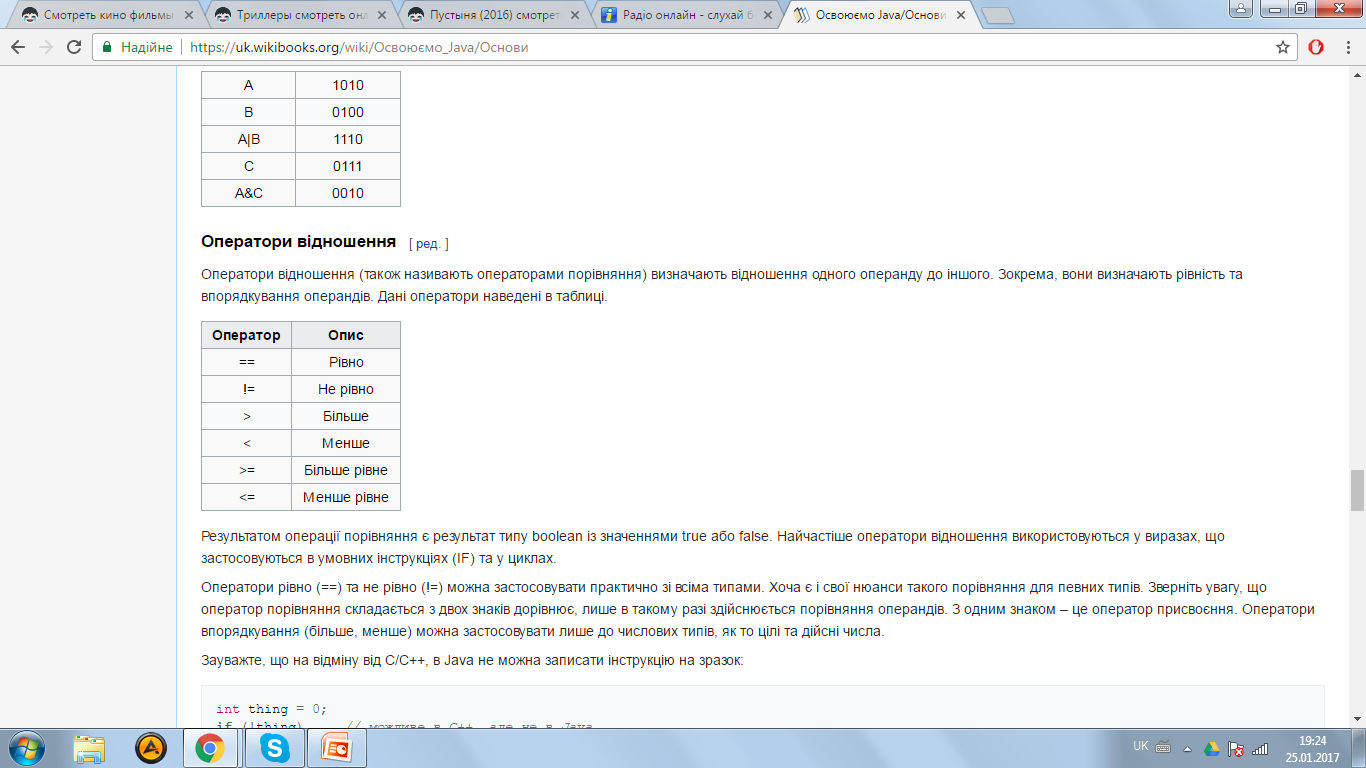 Смотреть кино фильмы
Триллеры смотреть онл
Пустыня (2016) смотрет
Радіо онлайн - слухай б
Освоюємо Java/Основи
Надійне
https://uk.wikibooks.org/wiki/Освоюємо_Java/Основи
A 1010
B 0100
A|B 1110
C 0111
A&C 0010
Оператори відношення [ ред. ]
Оператори відношення (також називають операторами порівняння) визначають відношення одного операнду до іншого. Зокрема, вони визначають рівність та
впорядкування операндів. Дані оператори наведені в таблиці.
Оператор Опис
== Рівно
!= Не рівно
> Більше
< Менше
>= Більше рівне
<= Менше рівне
Результатом операції порівняння є результат типу boolean із значеннями true або false. Найчастіше оператори відношення використовуються у виразах, що
застосовуються в умовних інструкціях (IF) та у циклах.
Оператори рівно (==) та не рівно (!=) можна застосовувати практично зі всіма типами. Хоча є і свої нюанси такого порівняння для певних типів. Зверніть увагу, що
оператор порівняння складається з двох знаків дорівнює, лише в такому разі здійснюється порівняння операндів. З одним знаком – це оператор присвоєння. Оператори
впорядкування (більше, менше) можна застосовувати лише до числових типів, як то цілі та дійсні числа.
Зауважте, що на відміну від C/C++, в Java не можна записати інструкцію на зразок:
int thing = 0;
if (!thing) ... // можливе в C++, але не в Java
UK
19:24
25.01.2017